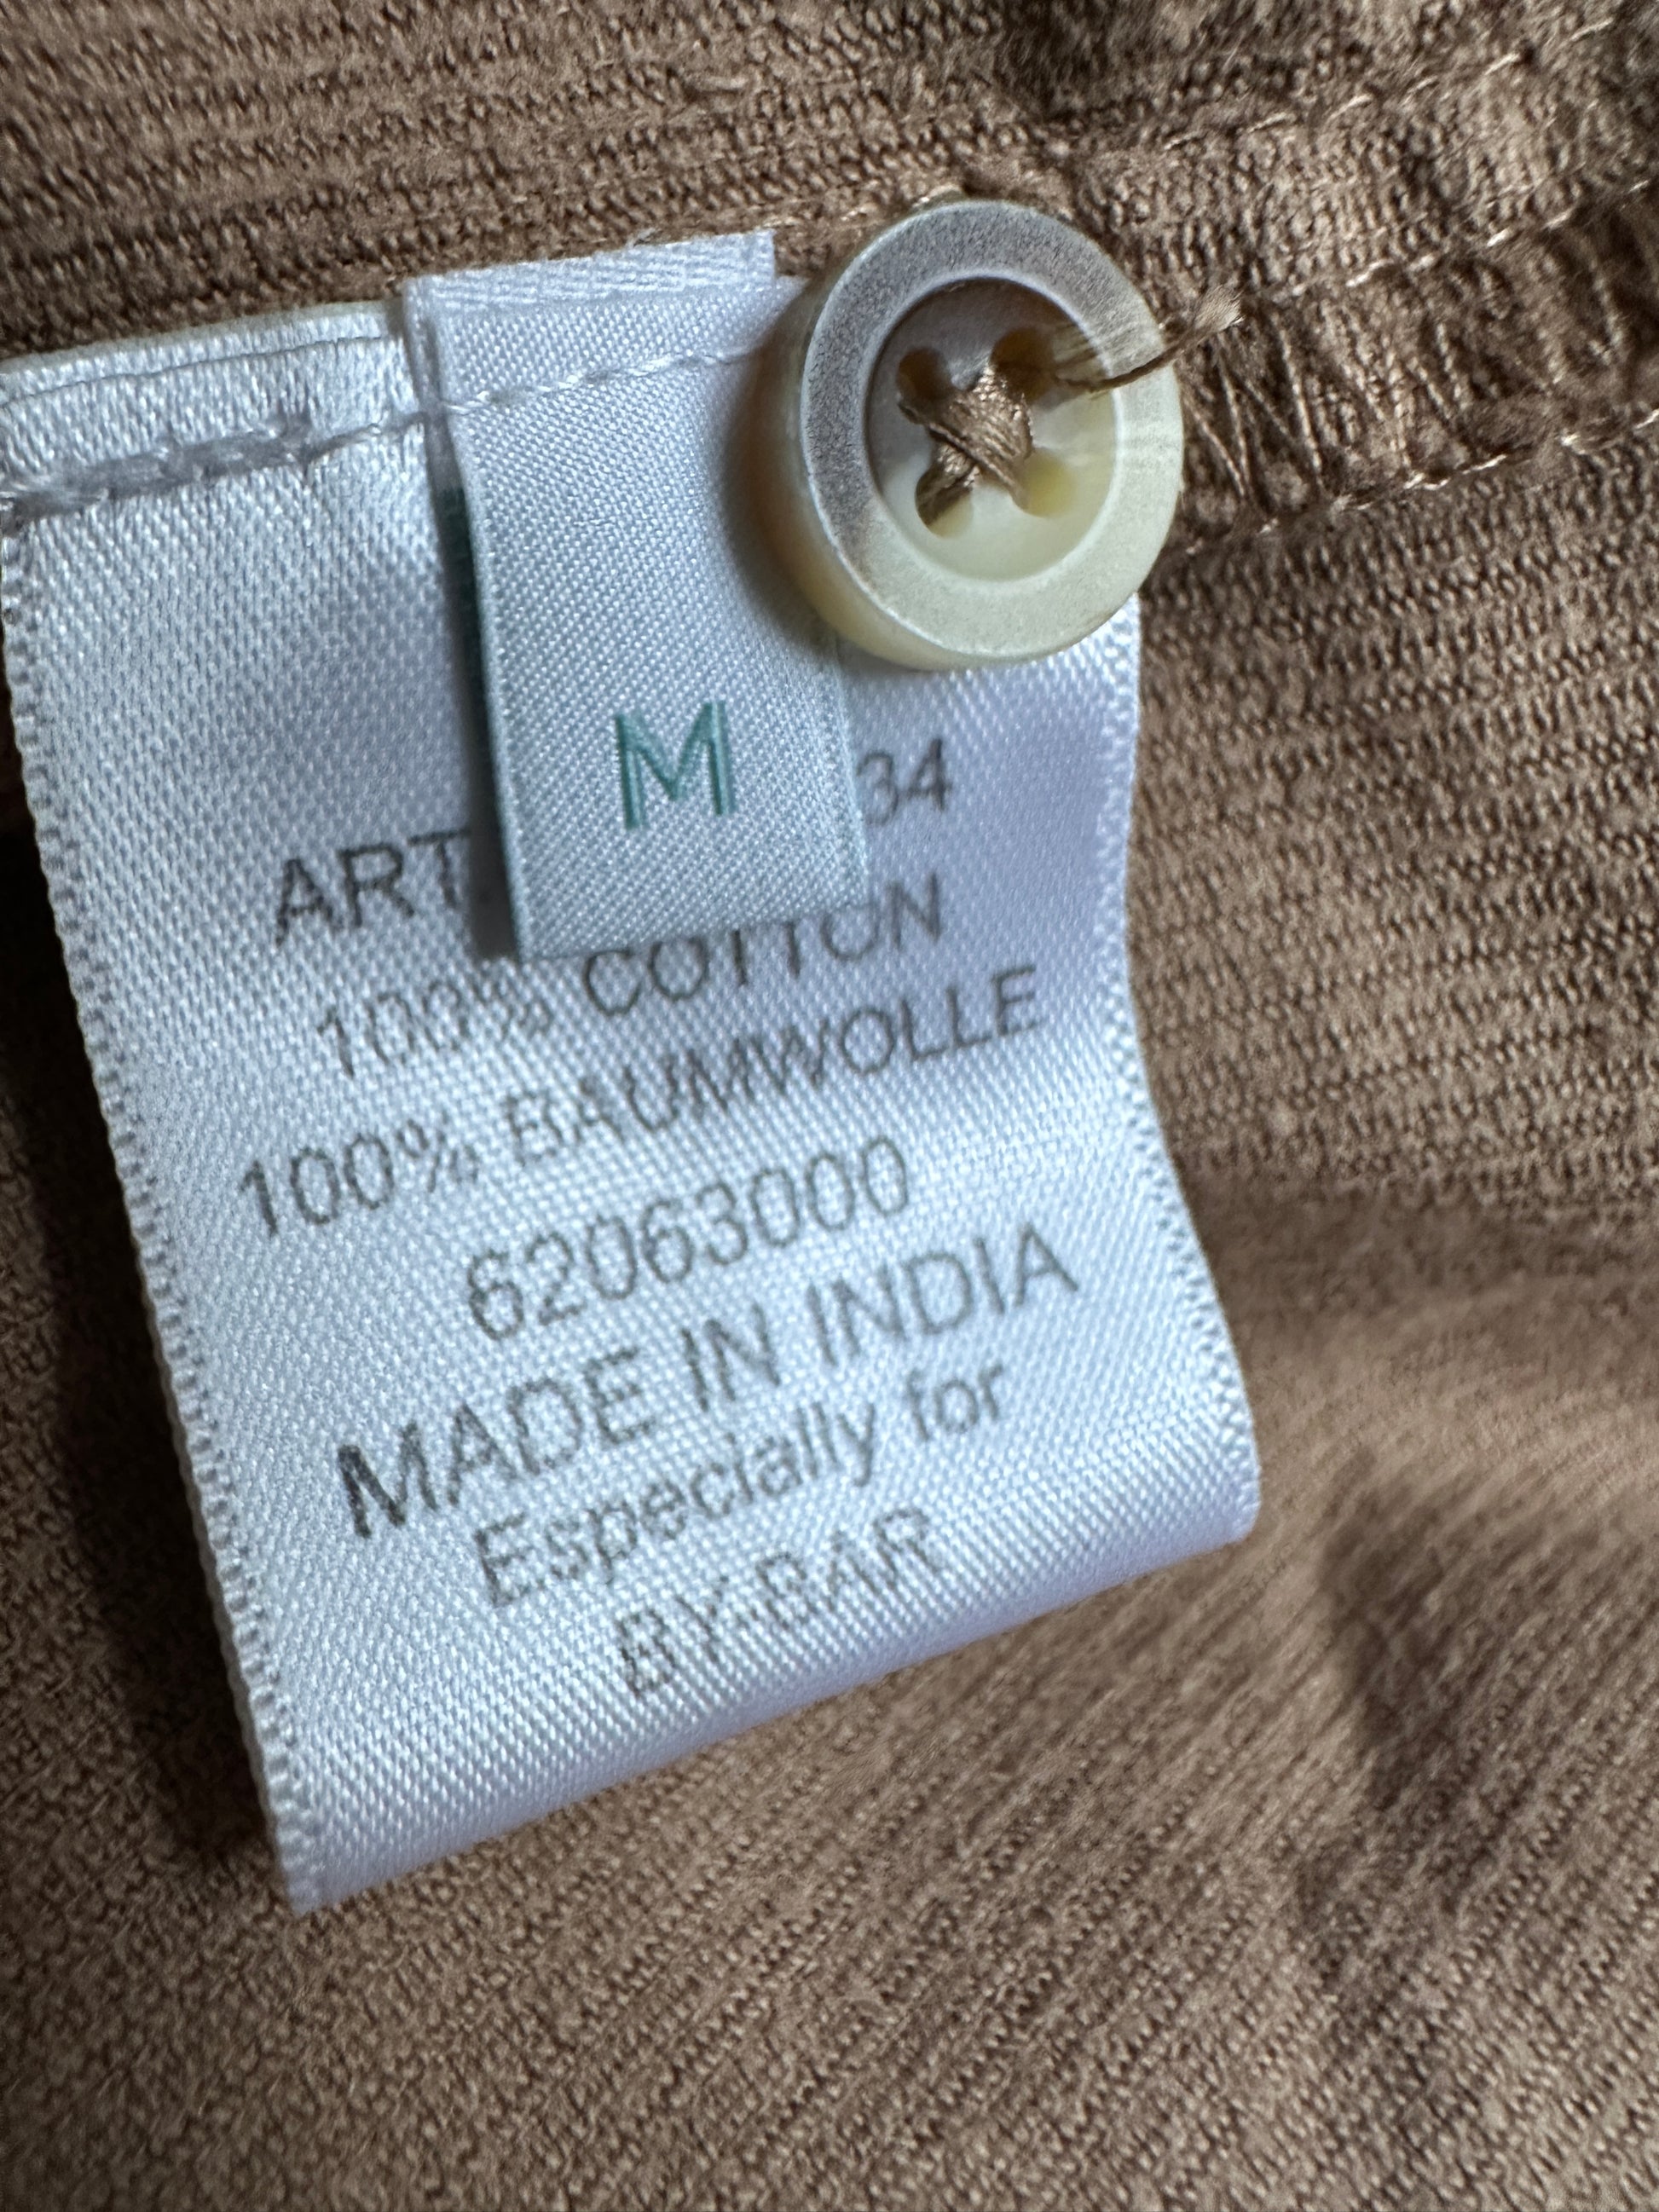 M
ART 34
100% COTTON
100% BAUMWOLLE
62063000
MADE IN INDIA
Especially for
BY-BAR